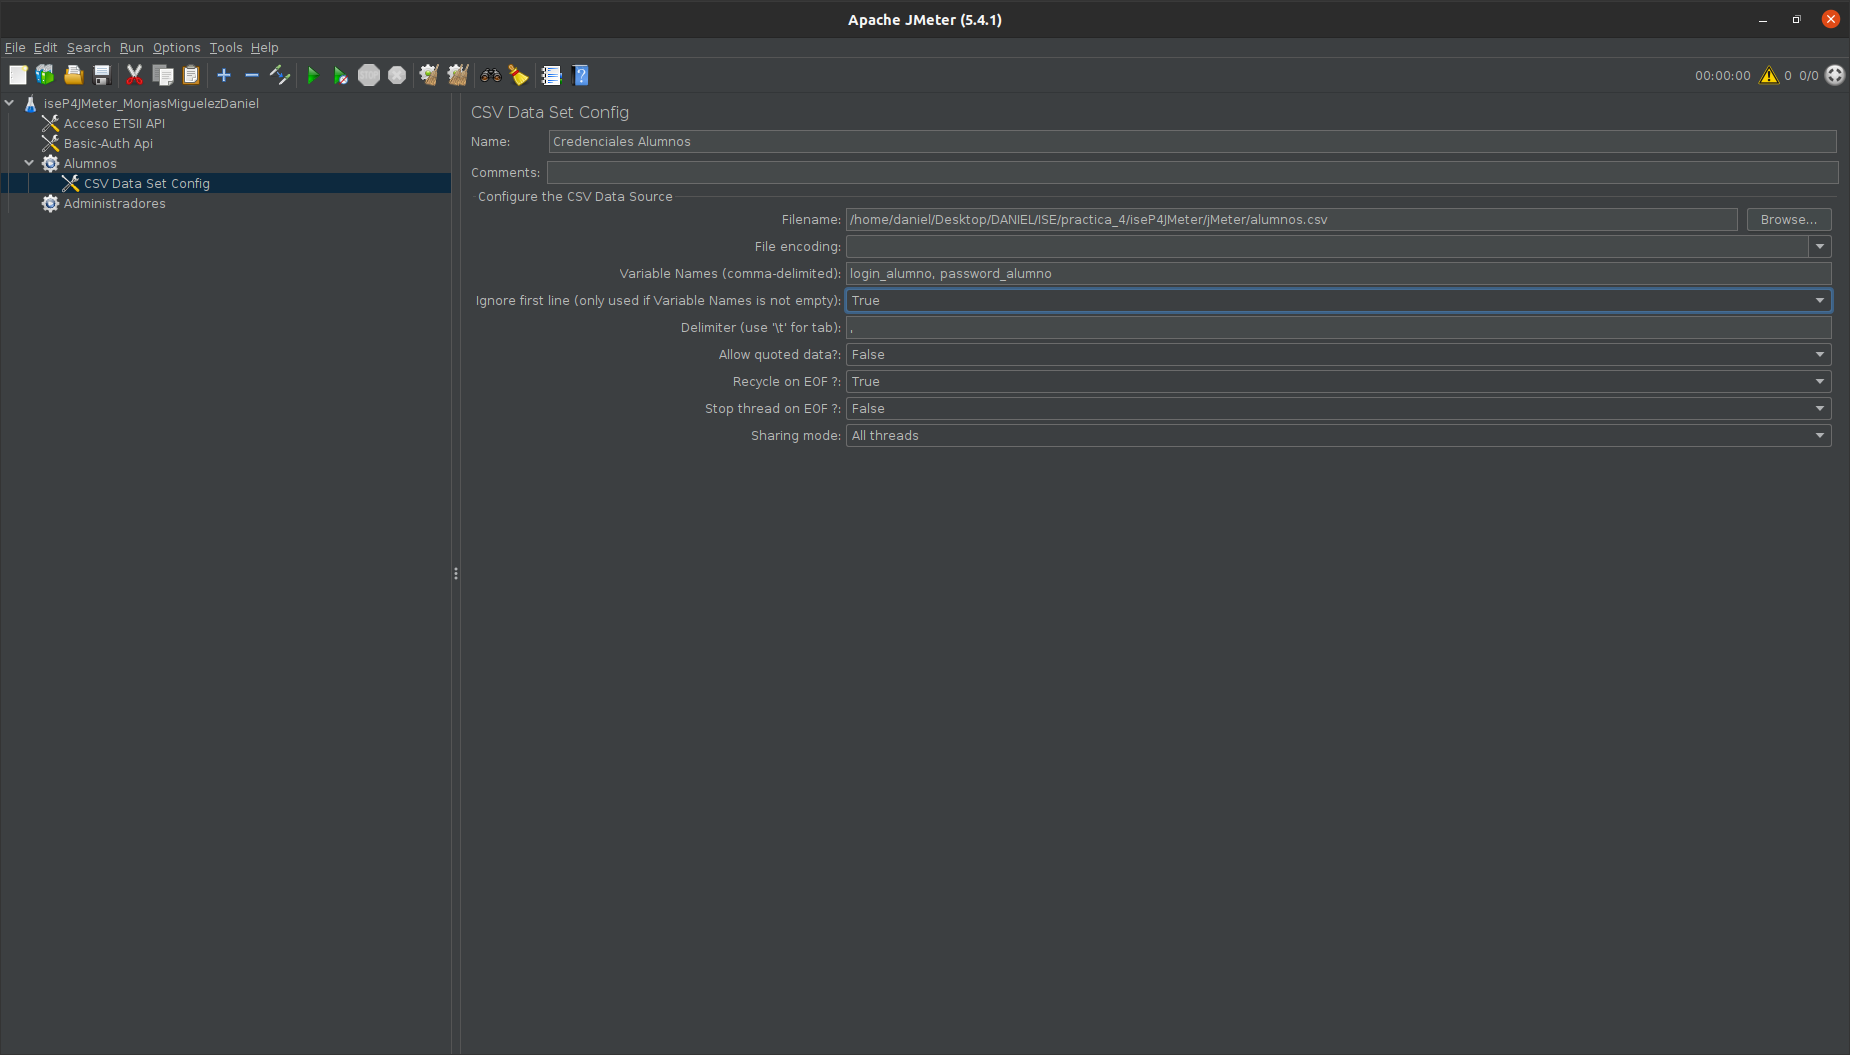 Apache JMeter (5.4.1)
File Edit Search Run Options Tools Help
STOP
00:00:00 0 0/0
iseP4JMeter_MonjasMiguelezDaniel
Acceso ETSII API
Basic-Auth Api
Alumnos
CSV Data Set Config
Administradores
CSV Data Set Config
Name: Credenciales Alumnos
Comments:
Configure the CSV Data Source
Filename: /home/daniel/Desktop/DANIEL/ISE/practica_4/iseP4JMeter/jMeter/alumnos.csv Browse...
File encoding:
Variable Names (comma-delimited): login_alumno, password_alumno
Ignore first line (only used if Variable Names is not empty): True
Delimiter (use '\t' for tab): ,
Allow quoted data?: False
Recycle on EOF ?: True
Stop thread on EOF ?: False
Sharing mode: All threads